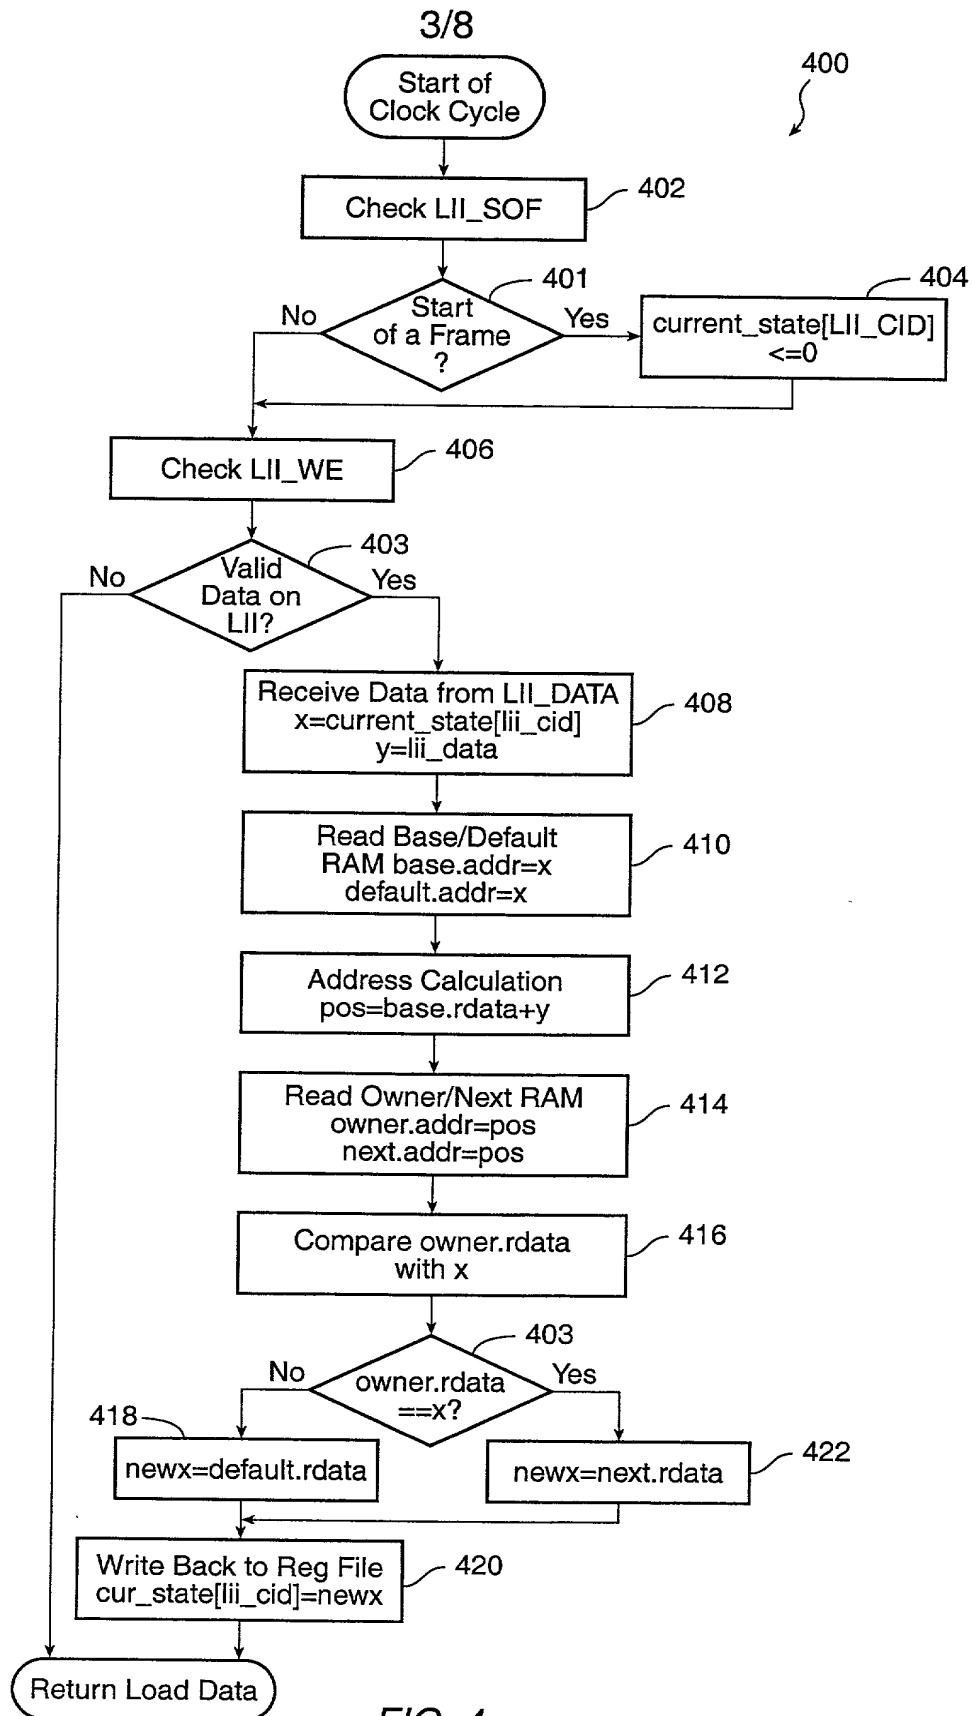 3/8
Start of
Clock Cycle
400
Check LII_SOF
402
401
Start
of a Frame
?
No
Yes
404
current_state[LII_CID]
<=0
Check LII_WE
406
403
Valid
Data on
LII?
No
Yes
Receive Data from LII_DATA
x=current_state[lii_cid]
y=lii_data
408
Read Base/Default
RAM base.addr=x
default.addr=x
410
Address Calculation
pos=base.rdata+y
412
Read Owner/Next RAM
owner.addr=pos
next.addr=pos
414
Compare owner.rdata
with x
416
403
owner.rdata
==x?
No
Yes
418
newx=default.rdata
newx=next.rdata
422
Write Back to Reg File
cur_state[lii_cid]=newx
420
Return Load Data
FIG. 4